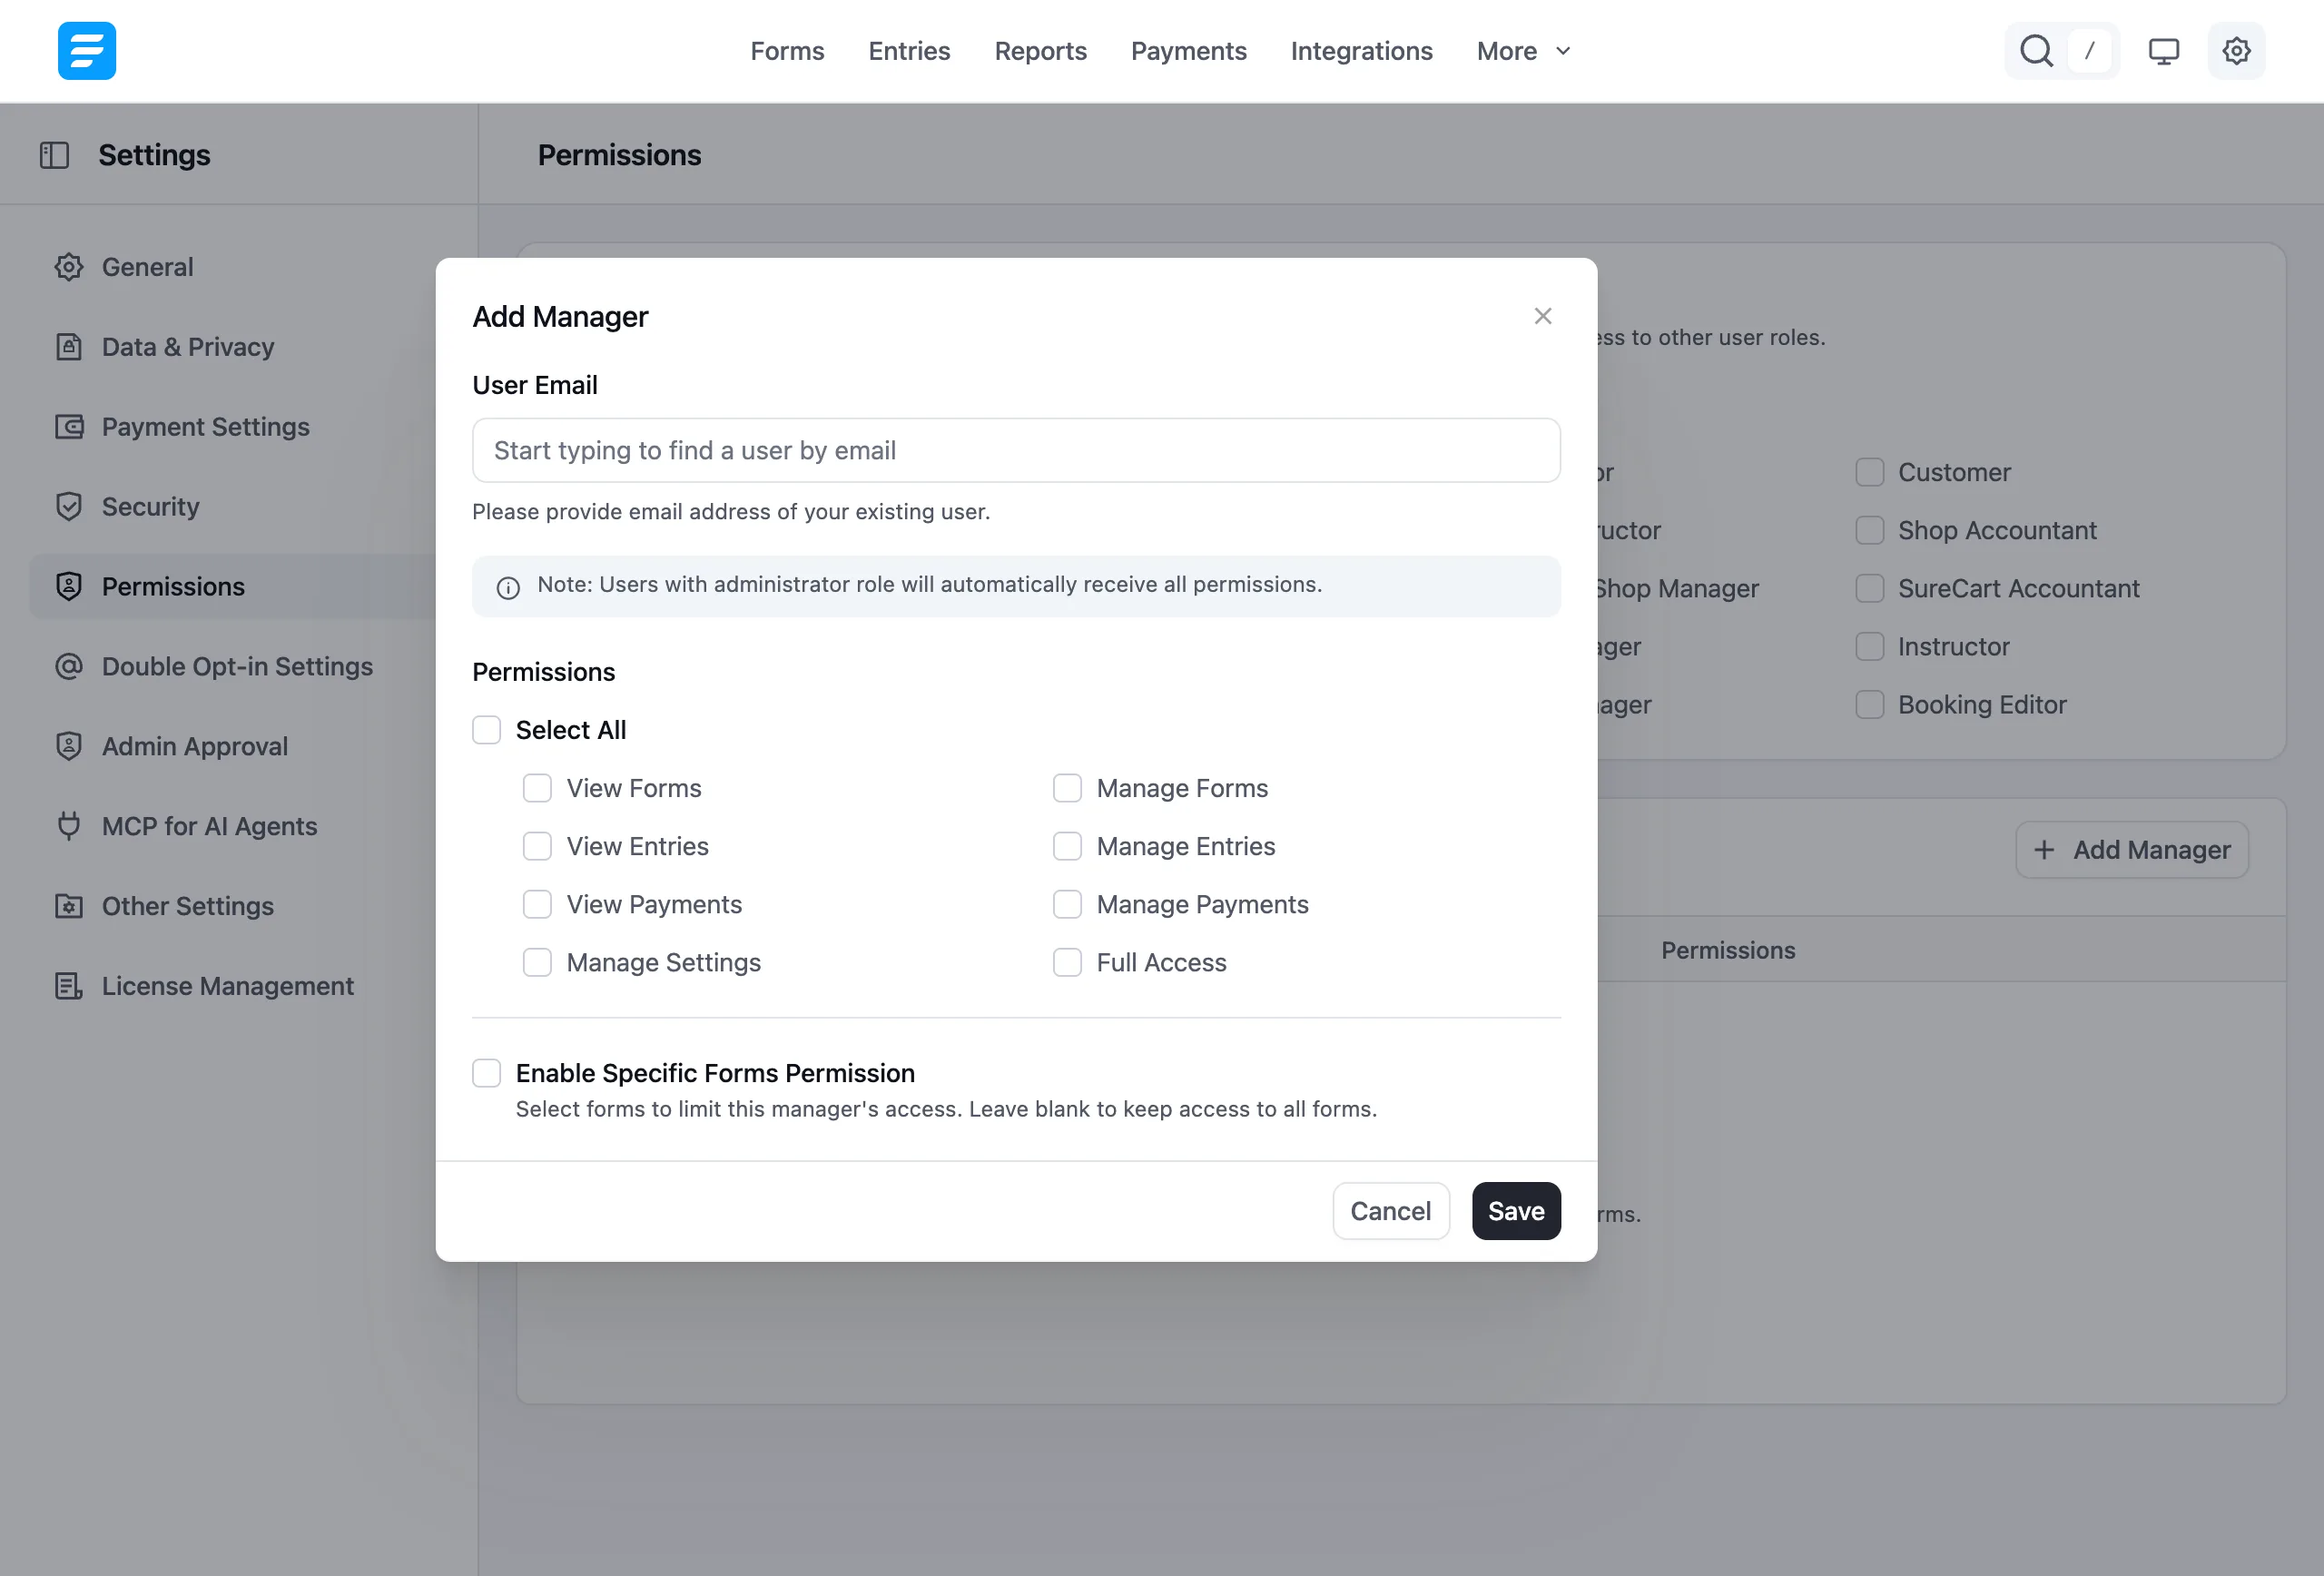 Forms Entries Reports Payments Integrations More /
Settings
Permissions
General
Data & Privacy
Payment Settings
Security
Permissions
Double Opt-in Settings
Admin Approval
MCP for AI Agents
Other Settings
License Management
Add Manager
User Email
Start typing to find a user by email
Please provide email address of your existing user.
Note: Users with administrator role will automatically receive all permissions.
Permissions
Select All
View Forms Manage Forms
View Entries Manage Entries
View Payments Manage Payments
Manage Settings Full Access
Enable Specific Forms Permission
Select forms to limit this manager's access. Leave blank to keep access to all forms.
Cancel Save
to other user roles.
Customer
Shop Accountant
Shop Manager SureCart Accountant
Instructor
Booking Editor
+ Add Manager
Permissions